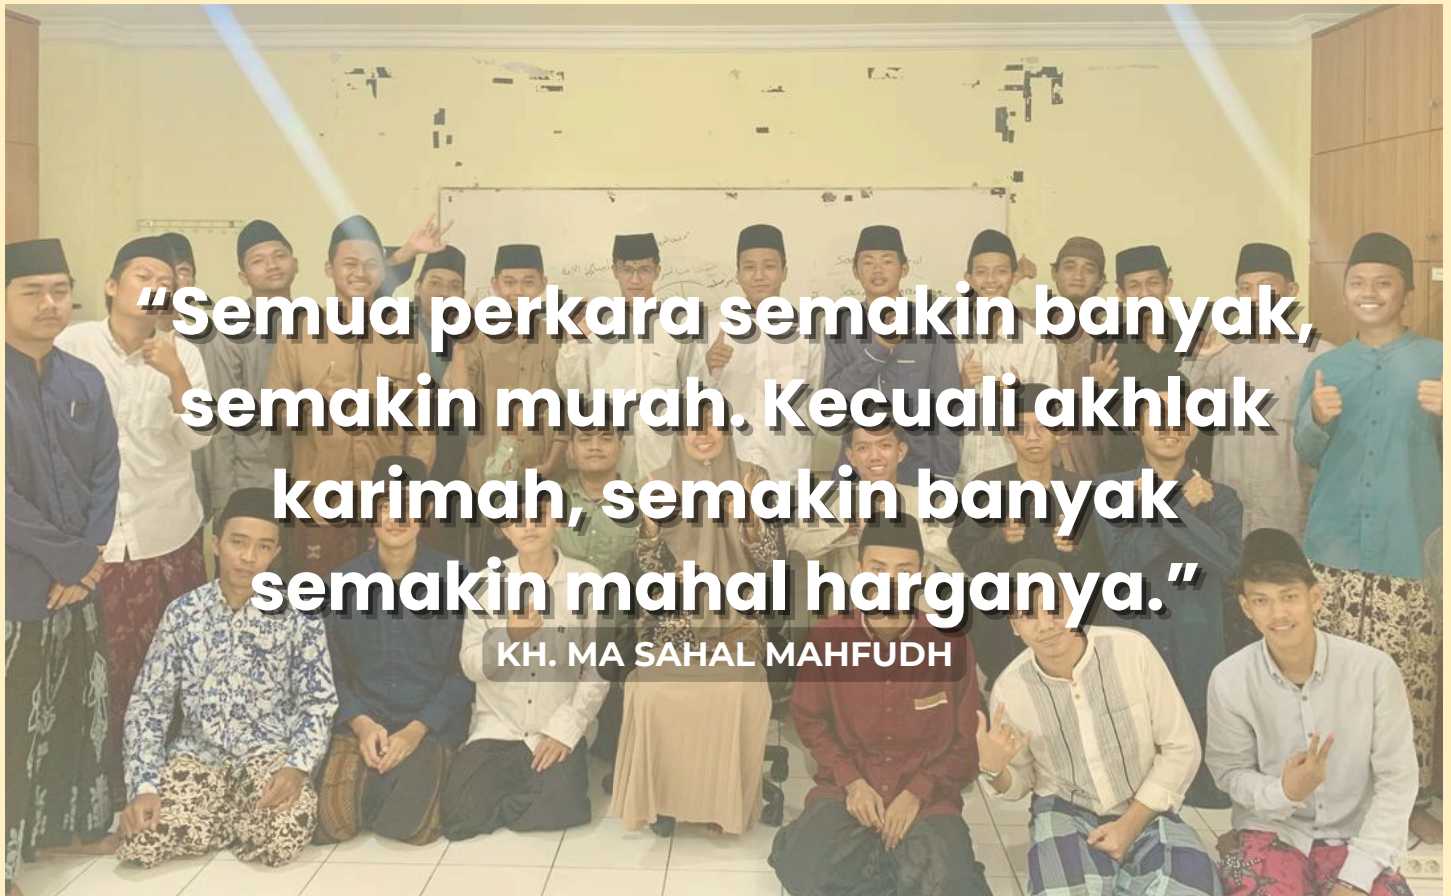 “Semua perkara semakin banyak,
semakin murah. Kecuali akhlak
karimah, semakin banyak
semakin mahal harganya.”
KH. MA SAHAL MAHFUDH